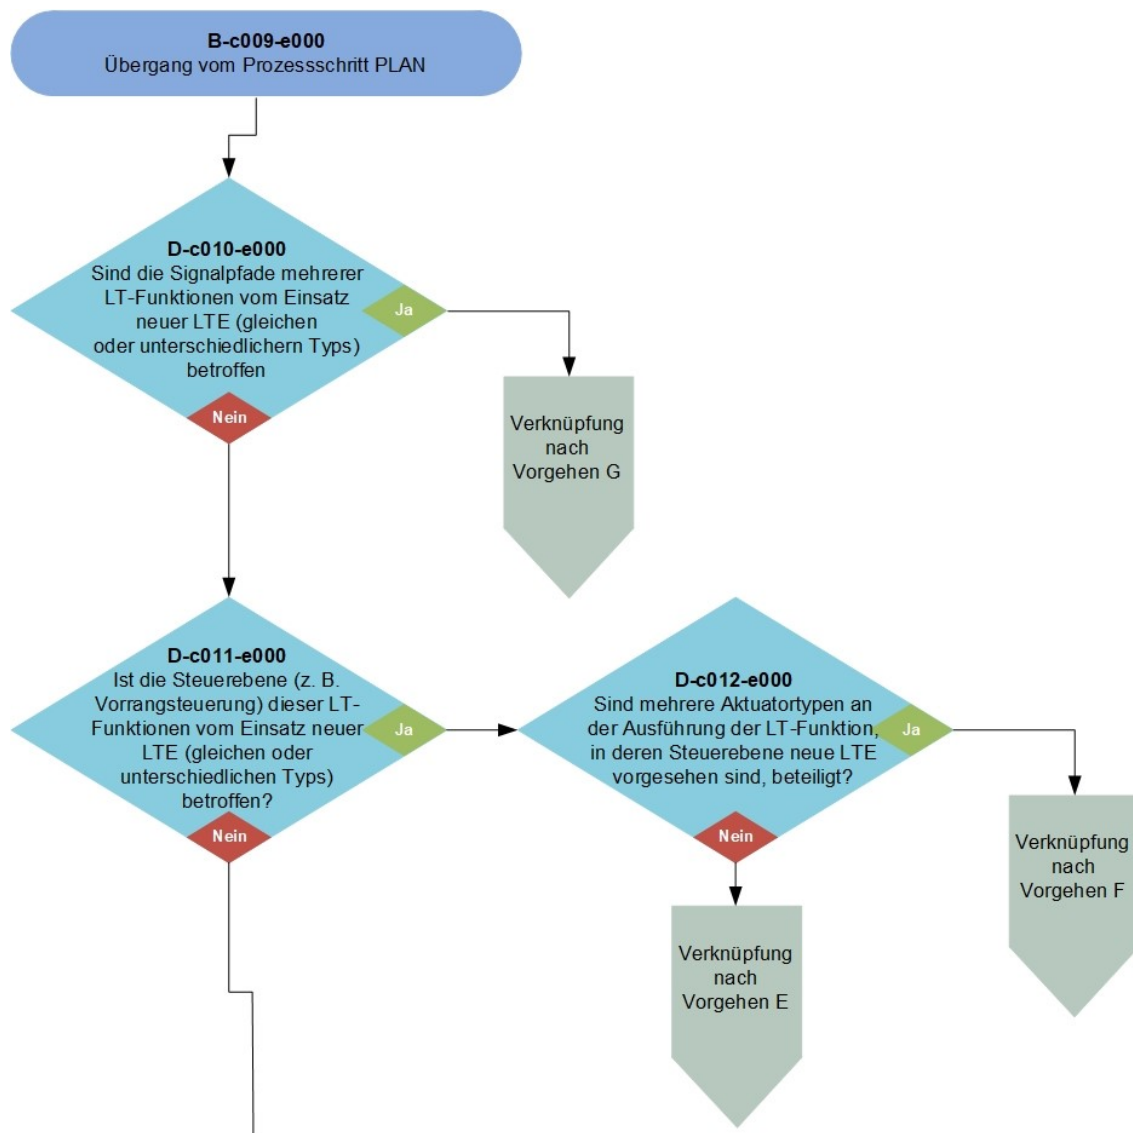 B-c009-e000
Übergang vom Prozessschritt PLAN
D-c010-e000
Sind die Signalpfade mehrerer
LT-Funktionen vom Einsatz
neuer LTE (gleichen
oder unterschiedlichern Typs)
betroffen
Ja
Nein
Verknüpfung
nach
Vorgehen G
D-c011-e000
Ist die Steuerebene (z. B.
Vorrangsteuerung) dieser LT-
Funktionen vom Einsatz neuer
LTE (gleichen oder
unterschiedlichen Typs)
betroffen?
Ja
Nein
D-c012-e000
Sind mehrere Aktuatortypen an
der Ausführung der LT-Funktion,
in deren Steuerebene neue LTE
vorgesehen sind, beteiligt?
Ja
Nein
Verknüpfung
nach
Vorgehen F
Verknüpfung
nach
Vorgehen E